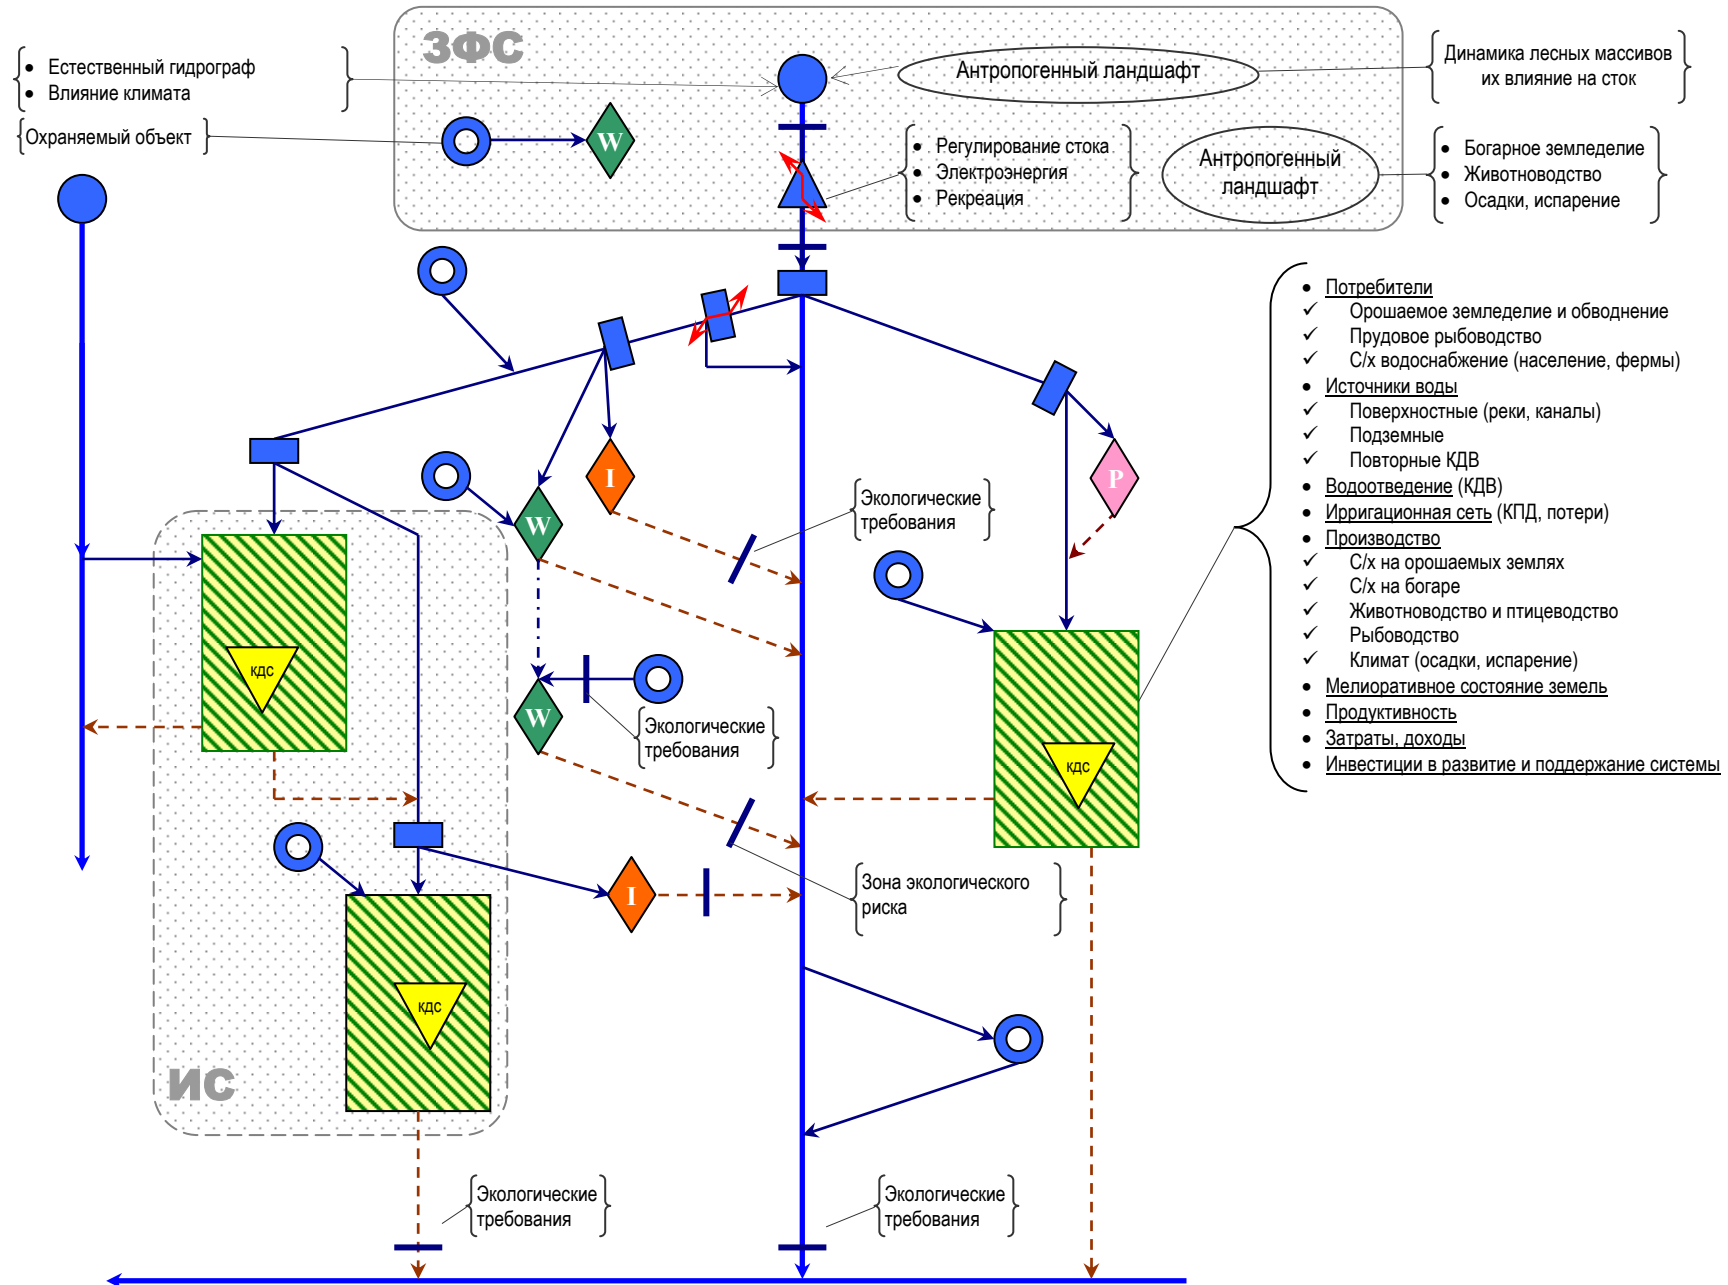 ЗФС
• Естественный гидрограф
• Влияние климата
Охраняемый объект
Антропогенный ландшафт
Динамика лесных массивов
их влияние на сток
W
• Регулирование стока
• Электроэнергия
• Рекреация
Антропогенный
ландшафт
• Богарное земледелие
• Животноводство
• Осадки, испарение
• Потребители
✓ Орошаемое земледелие и обводнение
✓ Прудовое рыбоводство
✓ С/х водоснабжение (население, фермы)
• Источники воды
✓ Поверхностные (реки, каналы)
✓ Подземные
✓ Повторные КДВ
• Водоотведение (КДВ)
• Ирригационная сеть (КПД, потери)
• Производство
✓ С/х на орошаемых землях
✓ С/х на богаре
✓ Животноводство и птицеводство
✓ Рыбоводство
✓ Климат (осадки, испарение)
• Мелиоративное состояние земель
• Продуктивность
• Затраты, доходы
• Инвестиции в развитие и поддержание системы
I
P
W
Экологические
требования
кдс
W
Экологические
требования
кдс
Зона экологического
риска
I
кдс
ИС
Экологические
требования
Экологические
требования